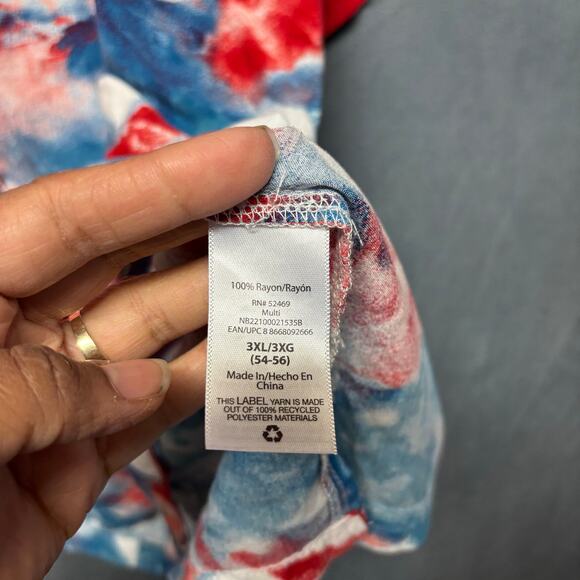 100% Rayon/Rayón
RN# 52469
Multi
NB22100021535B
EAN/UPC 8 8668092666
3XL/3XG
(54-56)
Made In/Hecho En
China
THIS LABEL YARN IS MADE
OUT OF 100% RECYCLED
POLYESTER MATERIALS